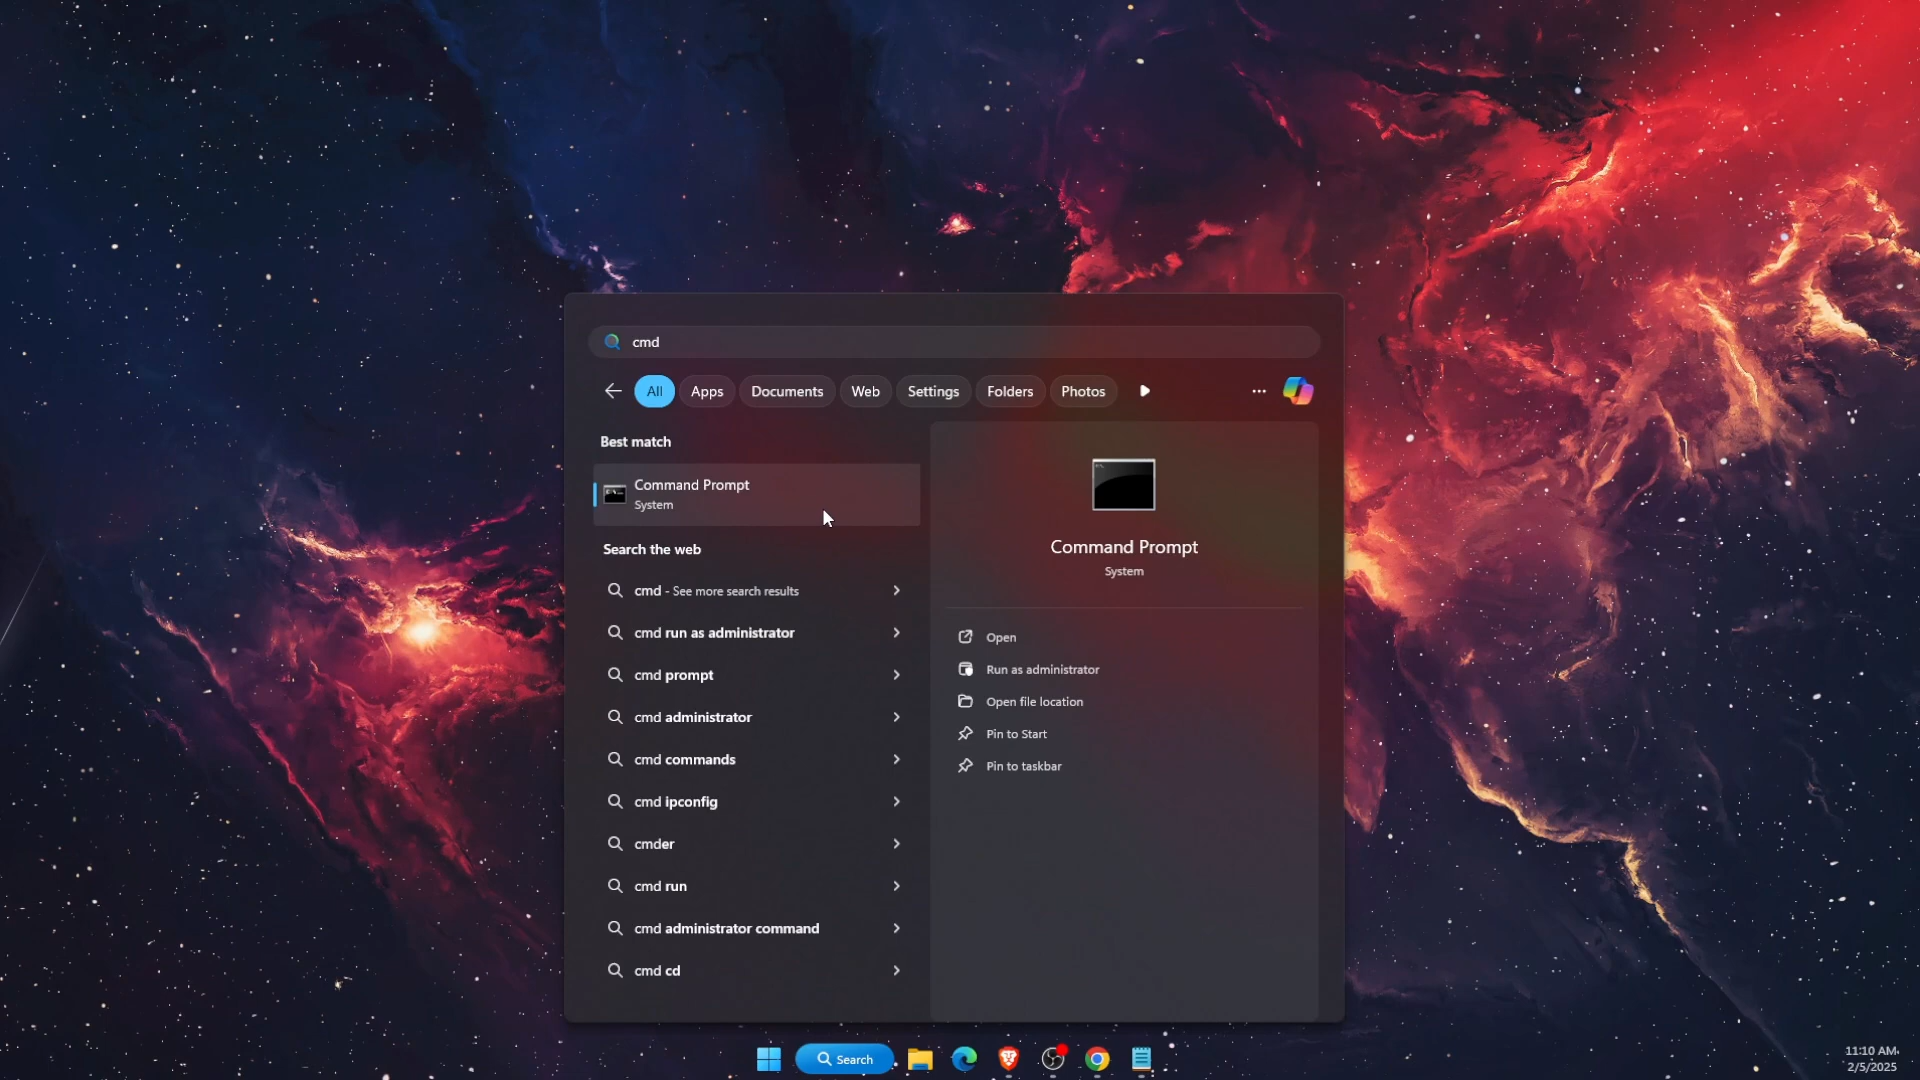 cmd
All Apps Documents Web Settings Folders Photos
Best match
Command Prompt
System
Search the web
cmd - See more search results
cmd run as administrator
cmd prompt
cmd administrator
cmd commands
cmd ipconfig
cmder
cmd run
cmd administrator command
cmd cd
Command Prompt
System
Open
Run as administrator
Open file location
Pin to Start
Pin to taskbar
Search
11:10 AM
2/5/2025